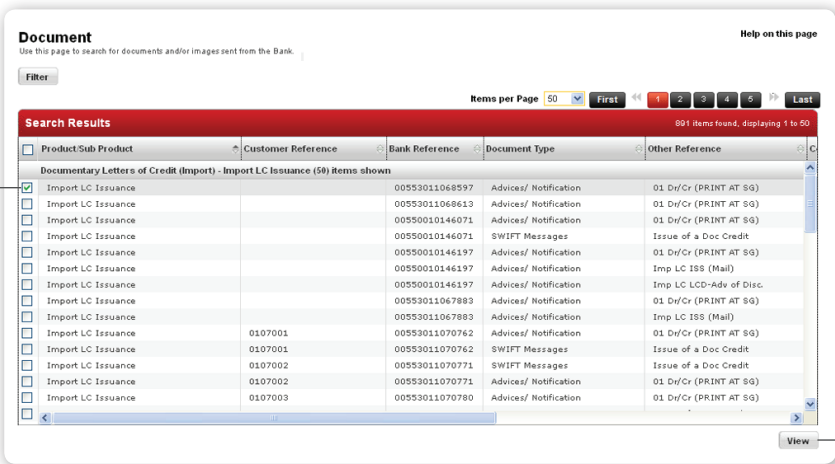 Document
Help on this page
Use this page to search for documents and/or images sent from the Bank.
Filter
Items per Page 50 First 1 2 3 4 5 Last
Search Results 891 items found, displaying 1 to 50
Product/Sub Product Customer Reference Bank Reference Document Type Other Reference
Documentary Letters of Credit (Import) - Import LC Issuance (50) items shown
Import LC Issuance 00553011068597 Advices/ Notification 01 Dr/Cr (PRINT AT SG)
Import LC Issuance 00553011068613 Advices/ Notification 01 Dr/Cr (PRINT AT SG)
Import LC Issuance 00550010146071 Advices/ Notification 01 Dr/Cr (PRINT AT SG)
Import LC Issuance 00550010146071 SWIFT Messages Issue of a Doc Credit
Import LC Issuance 00550010146197 Advices/ Notification 01 Dr/Cr (PRINT AT SG)
Import LC Issuance 00550010146197 Advices/ Notification Imp LC ISS (Mail)
Import LC Issuance 00550010146197 Advices/ Notification Imp LC LCD-Adv of Disc.
Import LC Issuance 00553011067883 Advices/ Notification 01 Dr/Cr (PRINT AT SG)
Import LC Issuance 00553011067883 Advices/ Notification Imp LC ISS (Mail)
Import LC Issuance 0107001 00553011070762 Advices/ Notification 01 Dr/Cr (PRINT AT SG)
Import LC Issuance 0107001 00553011070762 SWIFT Messages Issue of a Doc Credit
Import LC Issuance 0107002 00553011070771 SWIFT Messages Issue of a Doc Credit
Import LC Issuance 0107002 00553011070771 Advices/ Notification 01 Dr/Cr (PRINT AT SG)
Import LC Issuance 0107003 00553011070780 Advices/ Notification 01 Dr/Cr (PRINT AT SG)
View